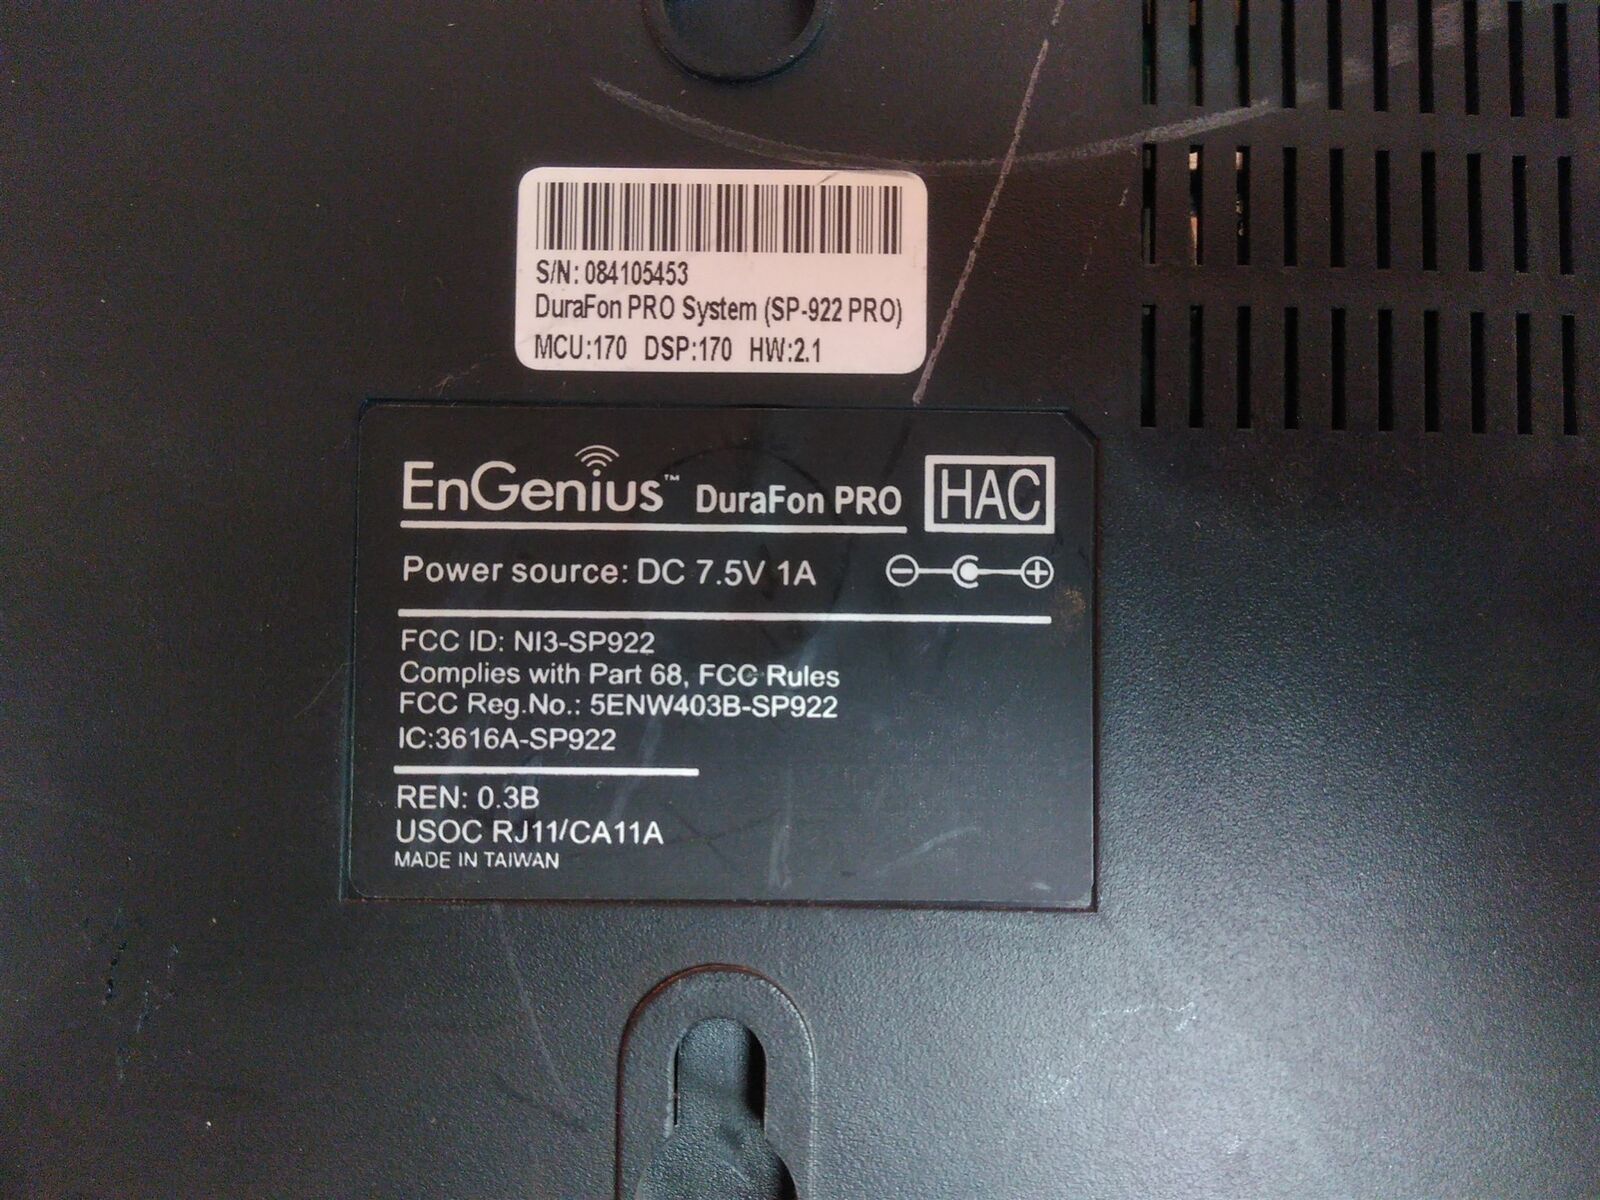 S/N: 084105453
DuraFon PRO System (SP-922 PRO)
MCU:170 DSP:170 HW:2.1
EnGenius™ DuraFon PRO HAC
Power source: DC 7.5V 1A
FCC ID: NI3-SP922
Complies with Part 68, FCC Rules
FCC Reg.No.: 5ENW403B-SP922
IC:3616A-SP922
REN: 0.3B
USOC RJ11/CA11A
MADE IN TAIWAN